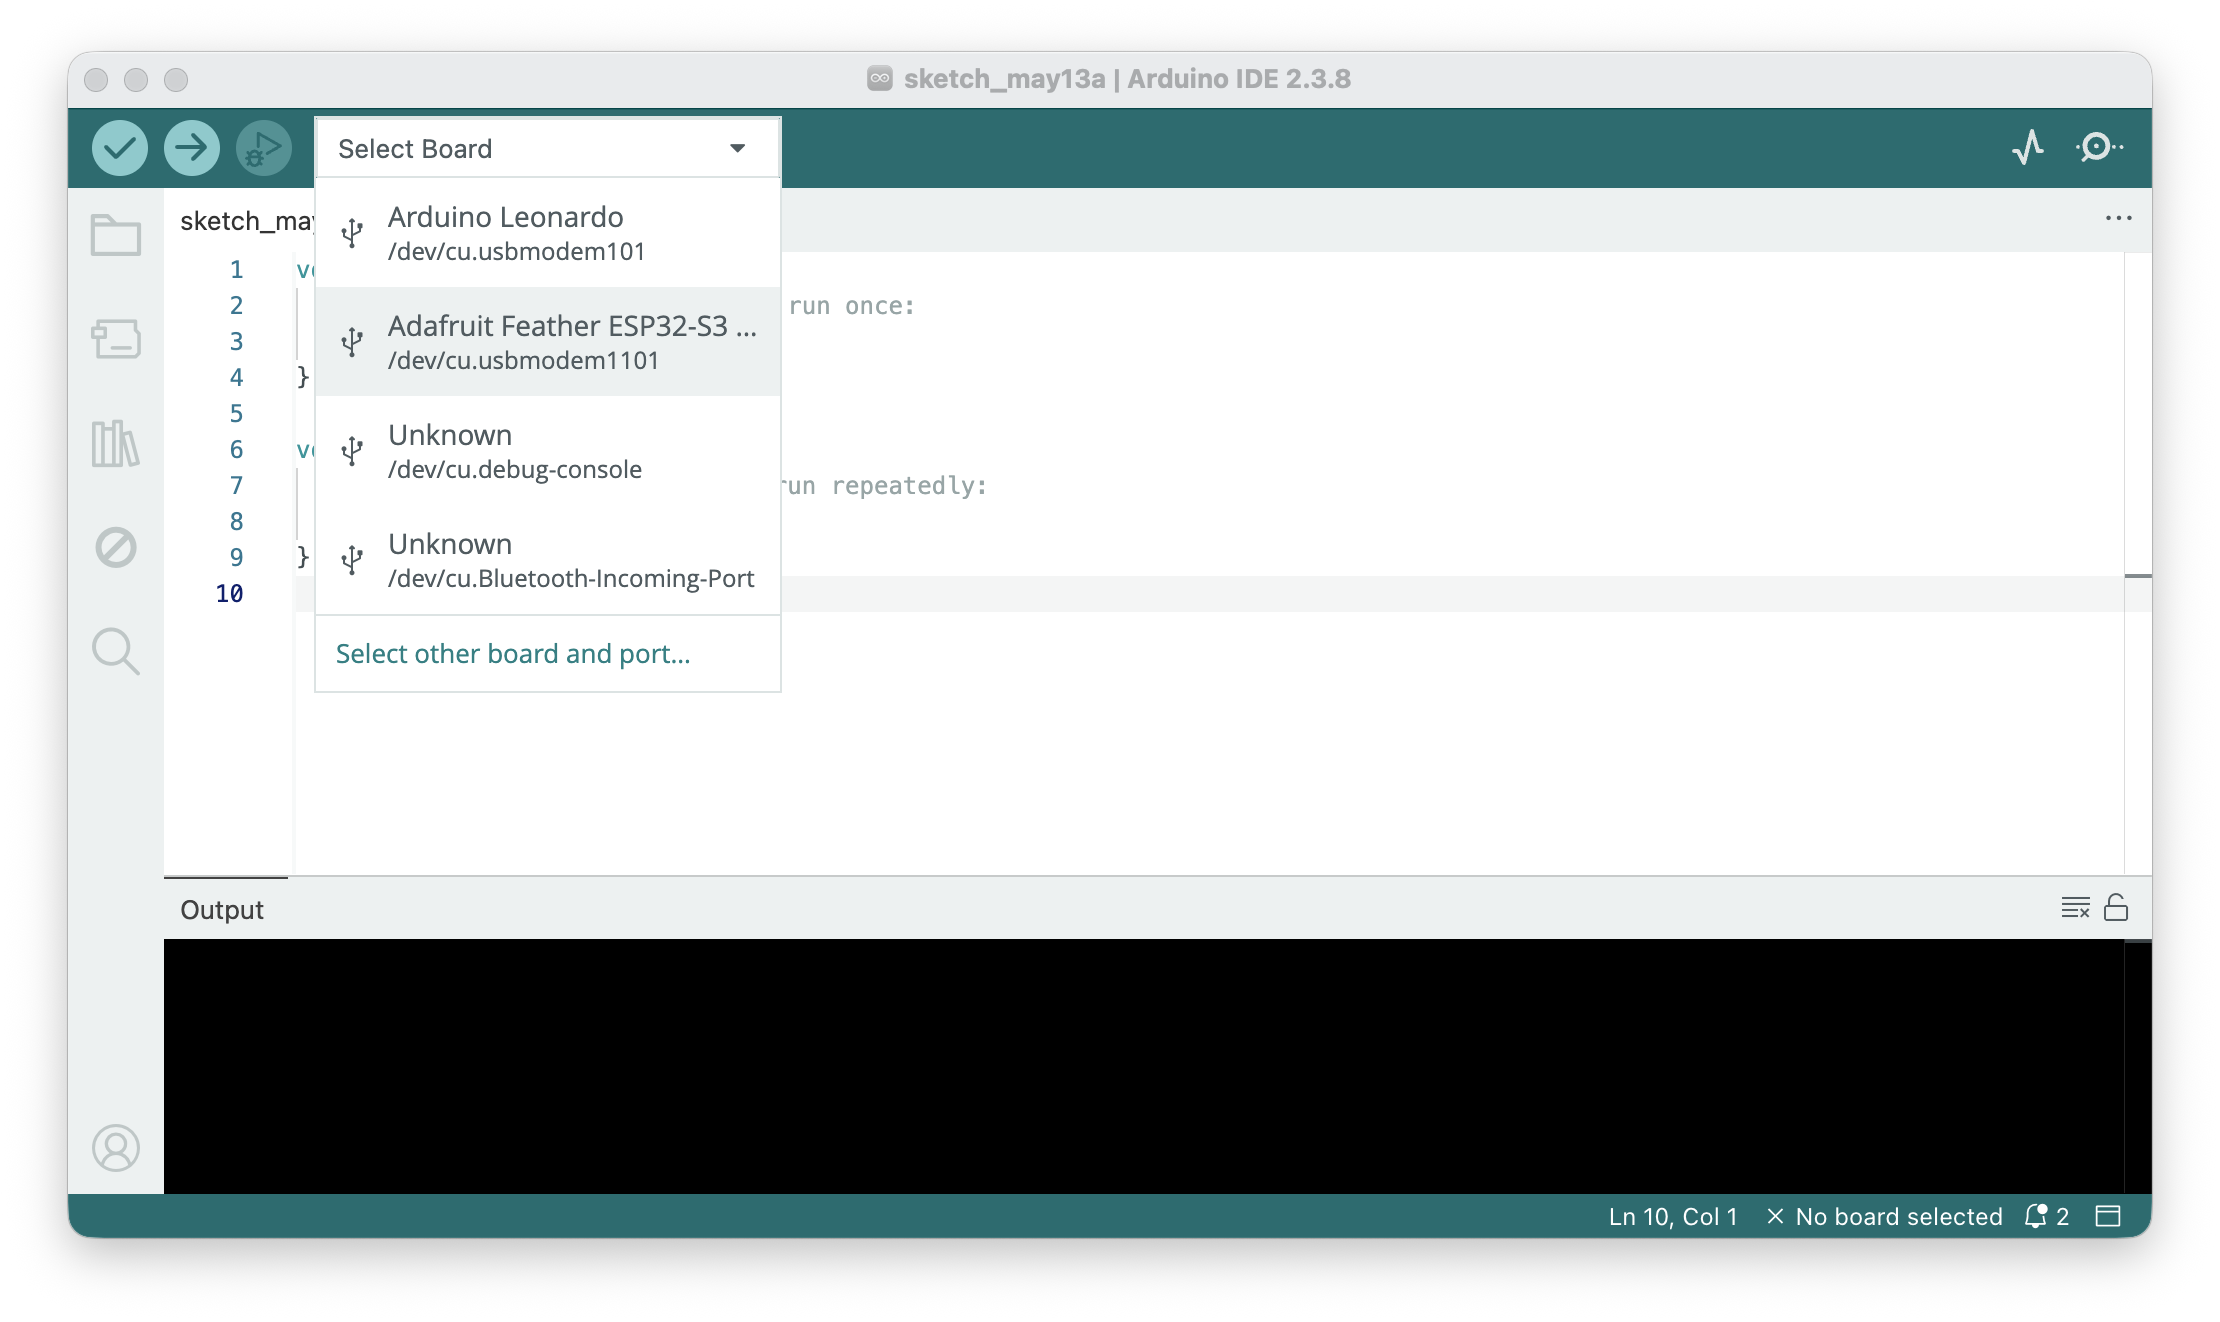 sketch_may13a | Arduino IDE 2.3.8
Select Board
Arduino Leonardo
/dev/cu.usbmodem101
Adafruit Feather ESP32-S3 ...
/dev/cu.usbmodem1101
Unknown
/dev/cu.debug-console
Unknown
/dev/cu.Bluetooth-Incoming-Port
Select other board and port...
sketch_may
1
2 run once:
3
4 }
5
6
7 run repeatedly:
8
9 }
10
Output
Ln 10, Col 1 × No board selected 2